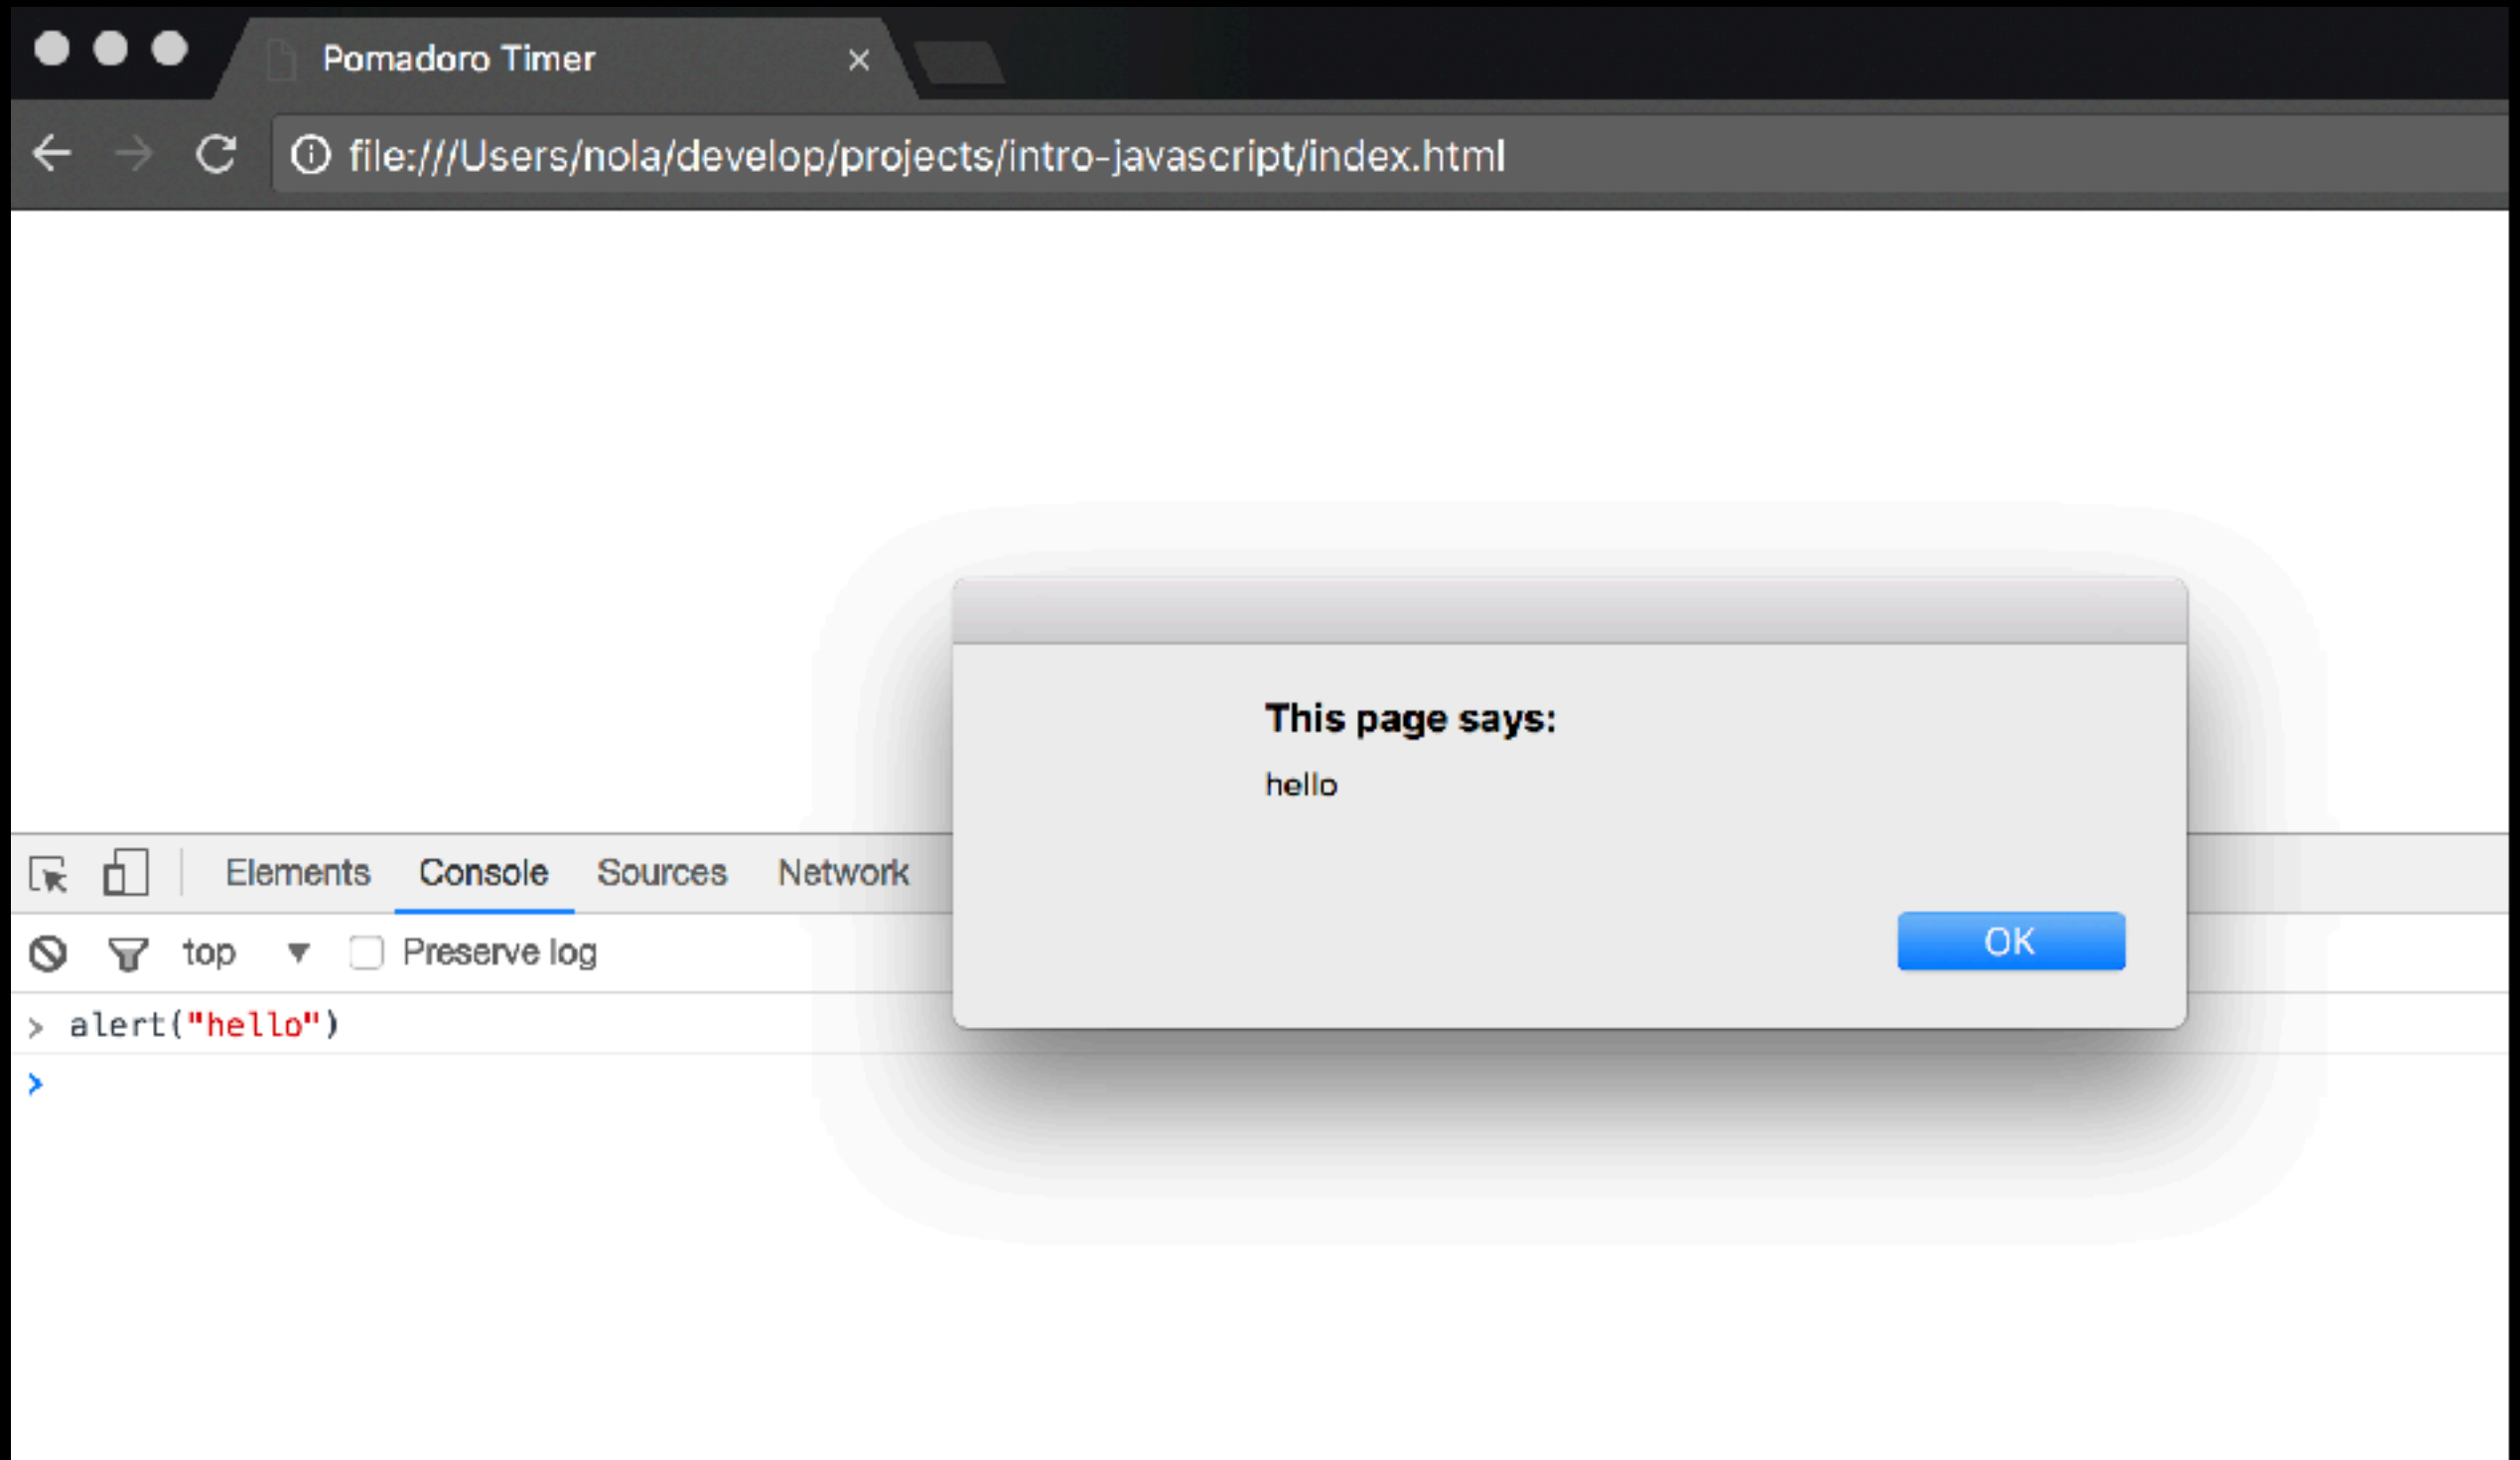 Pomadoro Timer
file:///Users/nola/develop/projects/intro-javascript/index.html
This page says:
hello
OK
Elements Console Sources Network
top Preserve log
> alert("hello")
>